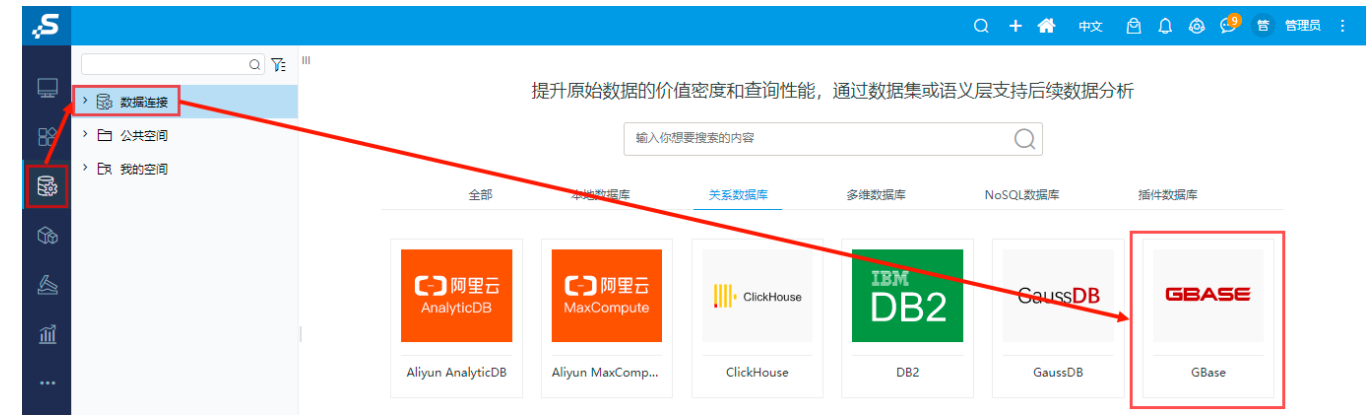 S
中文
9
管
管理员
数据连接
公共空间
我的空间
提升原始数据的价值密度和查询性能，通过数据集或语义层支持后续数据分析
输入你想要搜索的内容
全部
本地数据库
关系数据库
多维数据库
NoSQL数据库
插件数据库
阿里云
AnalyticDB
阿里云
MaxCompute
ClickHouse
IBM
DB2
GaussDB
GBASE
Aliyun AnalyticDB
Aliyun MaxComp...
ClickHouse
DB2
GaussDB
GBase